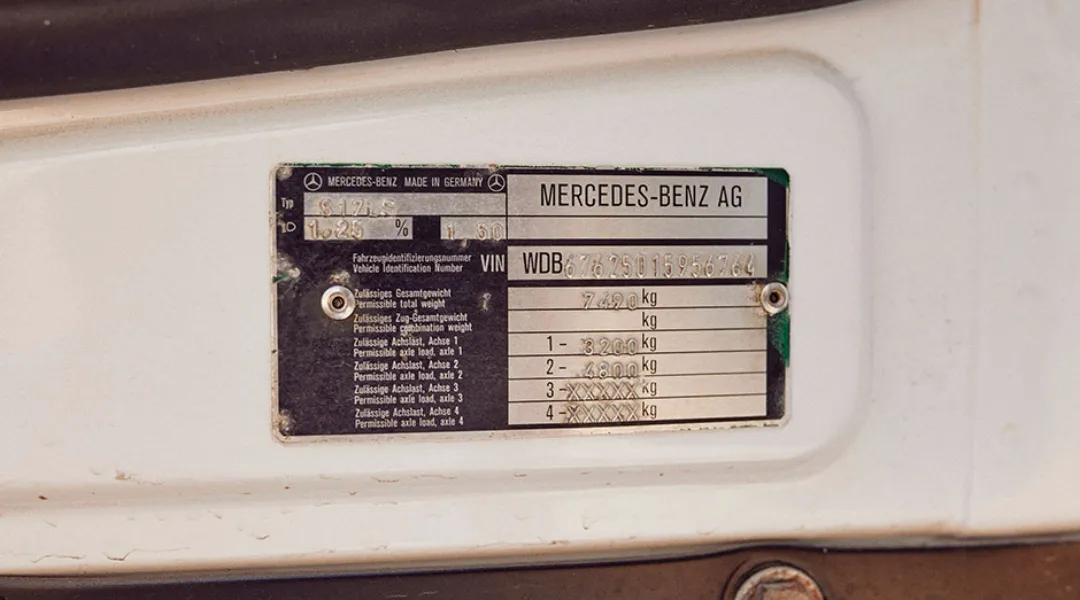 MERCEDES-BENZ MADE IN GERMANY
MERCEDES-BENZ AG
Typ
1.25 %
Fahrzeugidentifizierungsnummer
Vehicle Identification Number
VIN WDB67625015956764
Zulässiges Gesamtgewicht
Permissible total weight
7490 kg
Zulässiges Zug-Gesamtgewicht
Permissible combination weight
kg
Zulässige Achslast, Achse 1
Permissible axle load, axle 1
1- 3200 kg
Zulässige Achslast, Achse 2
Permissible axle load, axle 2
2- 4800 kg
Zulässige Achslast, Achse 3
Permissible axle load, axle 3
3- XXXXX kg
Zulässige Achslast, Achse 4
Permissible axle load, axle 4
4- XXXXX kg